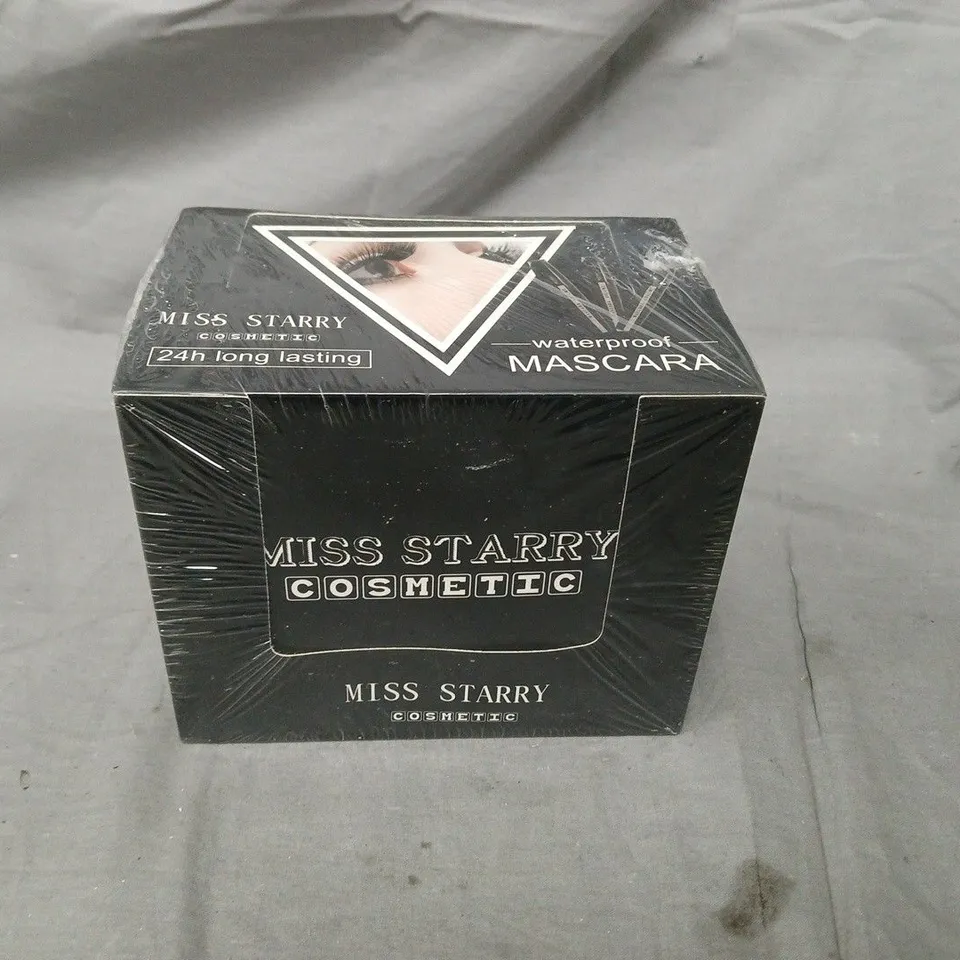 MISS STARRY
COSMETIC
24h long lasting
waterproof
MASCARA
MISS STARRY
COSMETIC
MISS STARRY
COSMETIC